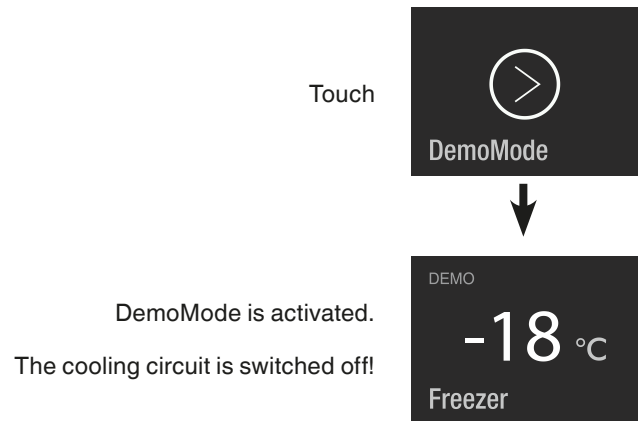 Touch
DemoMode
DEMO
-18 °C
Freezer
DemoMode is activated.
The cooling circuit is switched off!